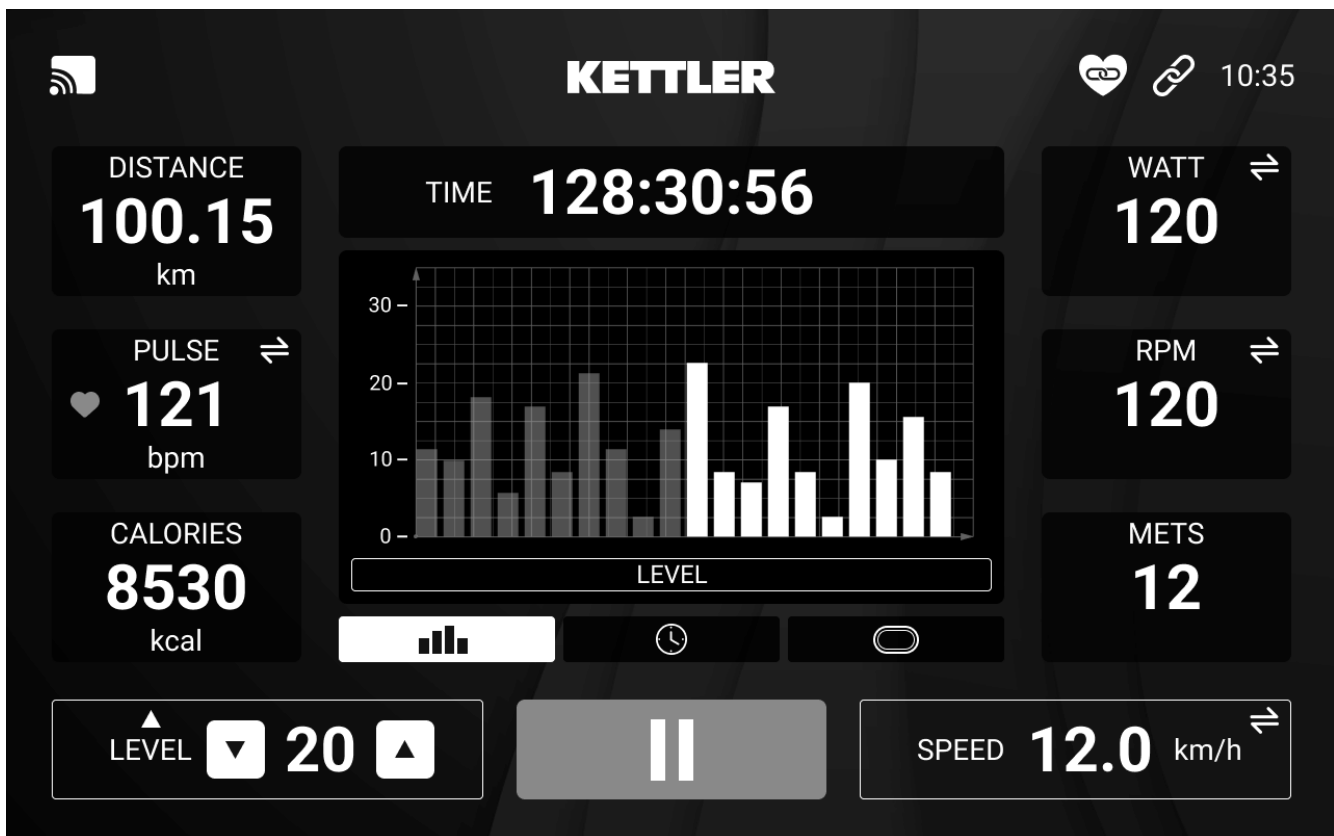 KETTLER
10:35
DISTANCE
100.15
km
TIME 128:30:56
WATT
120
30
20
10
0
LEVEL
PULSE
121
bpm
RPM
120
CALORIES
8530
kcal
METS
12
LEVEL 20
SPEED 12.0 km/h